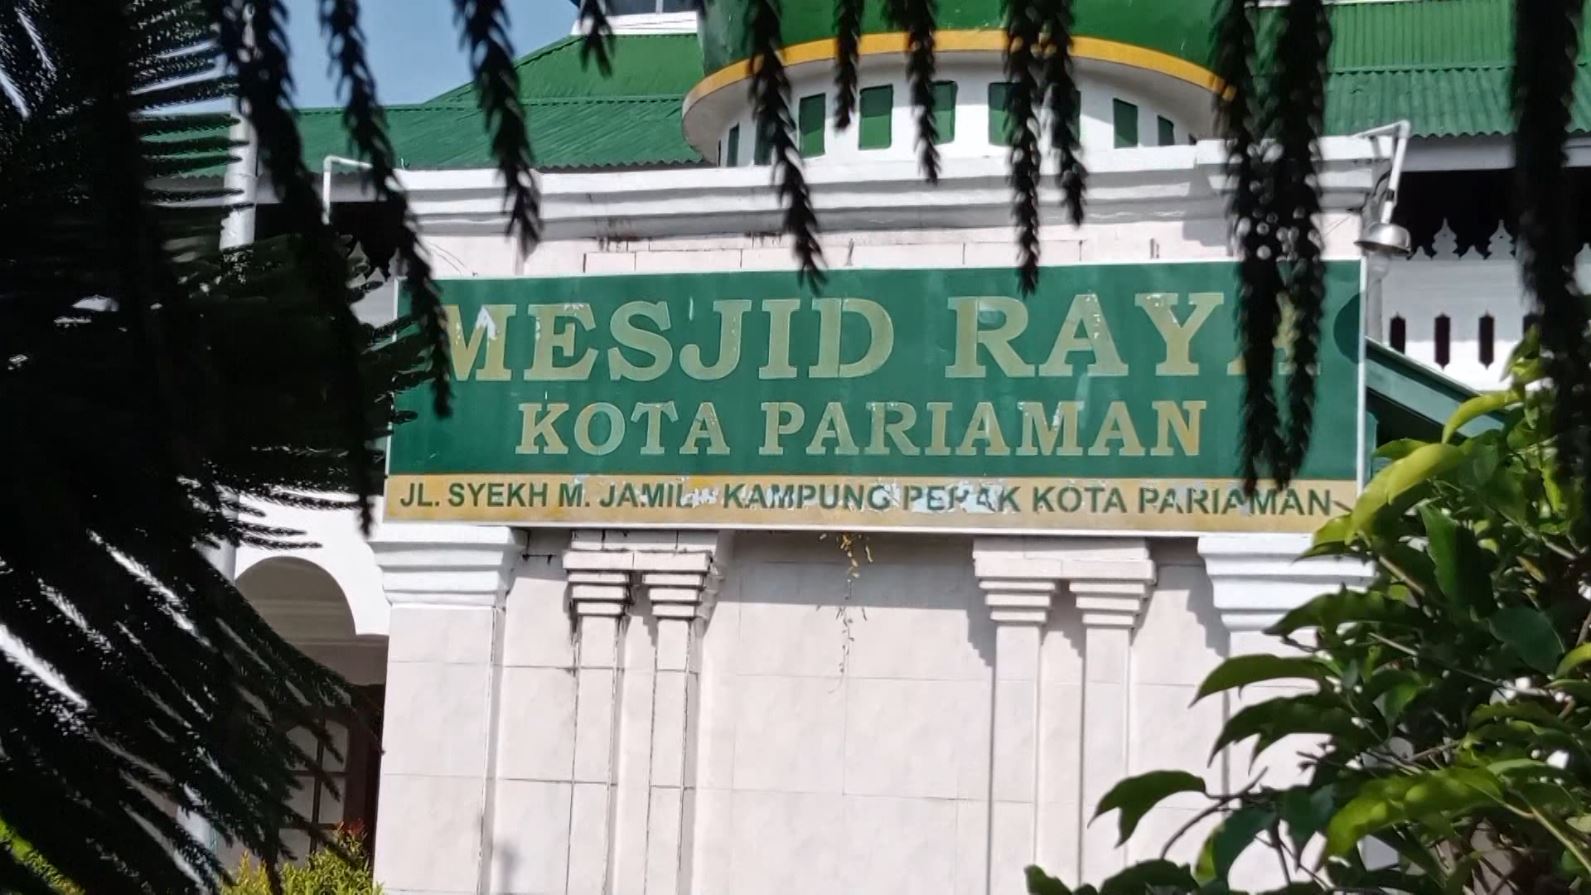 MESJID RAYA
KOTA PARIAMAN
JL. SYEKH M. JAMIL - KAMPUNG PERAK KOTA PARIAMAN